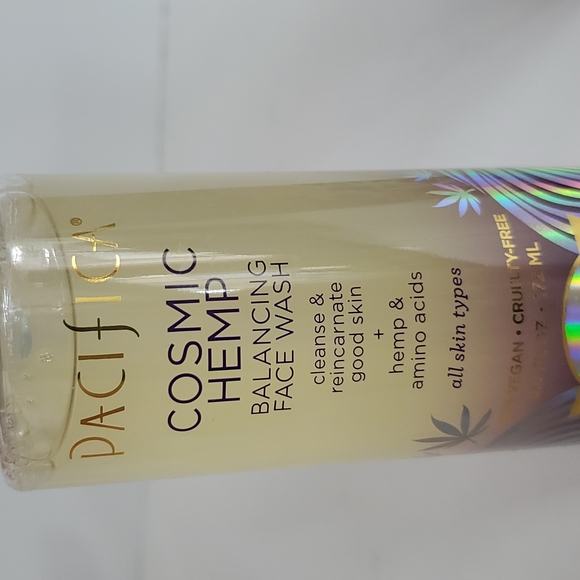 PACIFICA®
COSMIC
HEMP
BALANCING
FACE WASH
cleanse &
reincarnate
good skin
+
hemp &
amino acids
all skin types
VEGAN • CRUELTY-FREE
ML